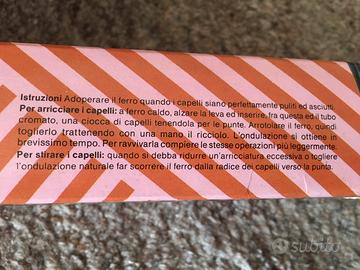 Istruzioni Adoperare il ferro quando i capelli siano perfettamente puliti ed asciutti
Per arricciare i capelli: a ferro caldo, alzare la leva ed inserire, fra questa ed il tubo
cromato, una ciocca di capelli tenendola per le punte. Arrotolare il ferro, quindi
toglierlo trattenendo con una mano il ricciolo. L'ondulazione si ottiene in
brevissimo tempo. Per ravvivarla compiere le stesse operazioni più leggermente.
Per stirare i capelli: quando si debba ridurre un'arricciatura eccessiva o togliere
l'ondulazione naturale far scorrere il ferro dalla radice dei capelli verso la punta.
subito